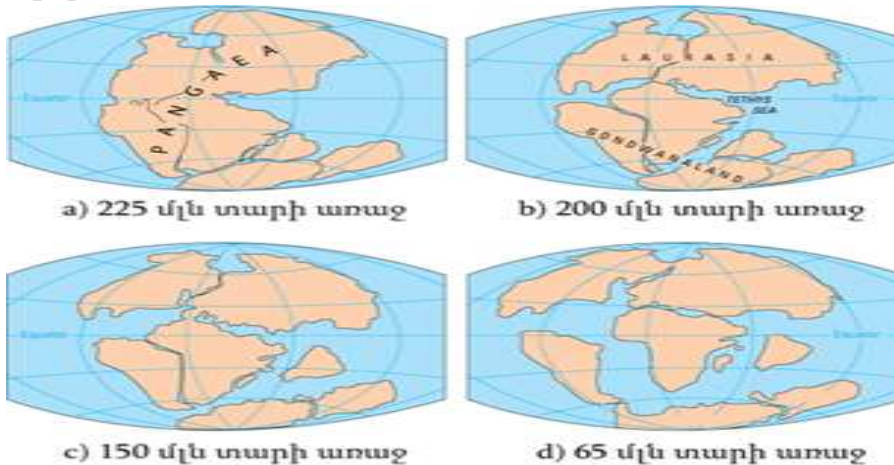 PANGAEA
a) 225 մլն տարի առաջ
LAURASIA
TETHYS
SEA
GONDWANALAND
b) 200 մլն տարի առաջ
c) 150 մլն տարի առաջ
d) 65 մլն տարի առաջ